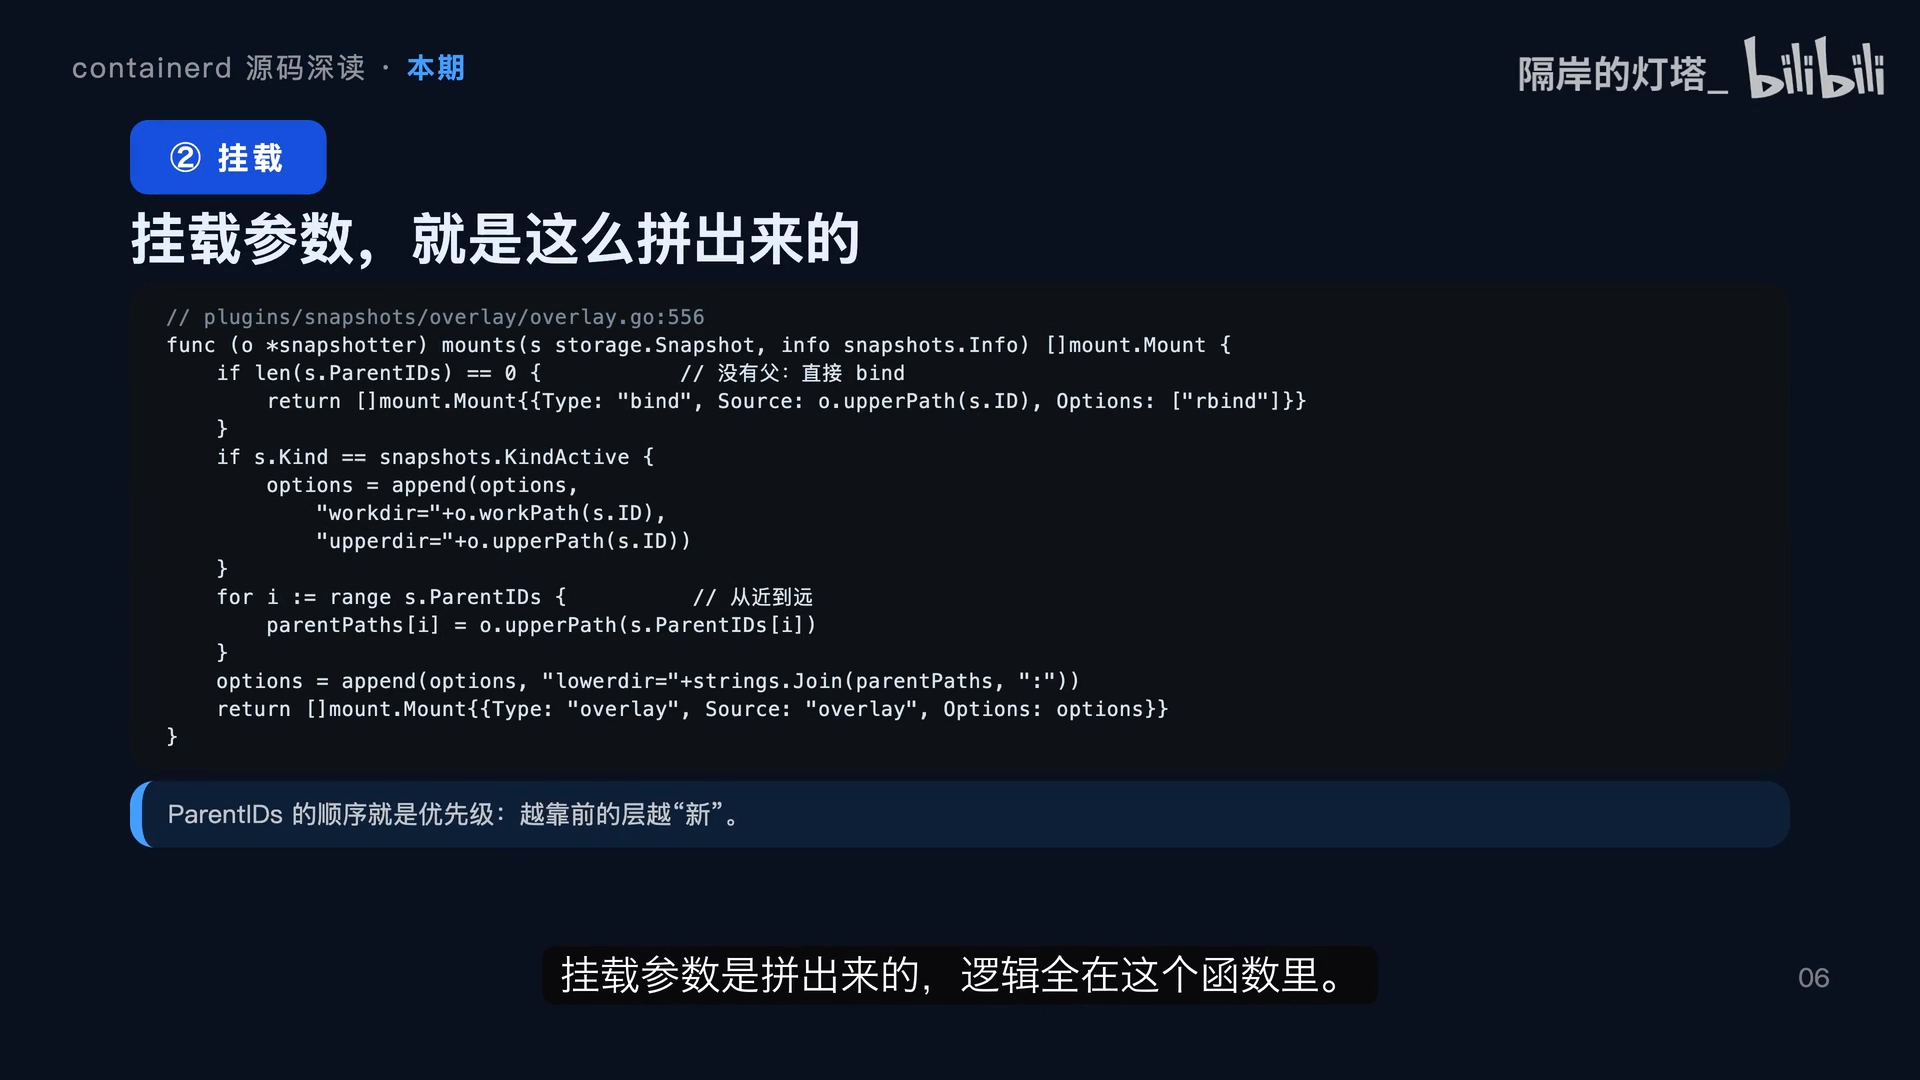 containerd 源码深读 · 本期
隔岸的灯塔_ bilibili
② 挂载
挂载参数，就是这么拼出来的
// plugins/snapshots/overlay/overlay.go:556
func (o *snapshotter) mounts(s storage.Snapshot, info snapshots.Info) []mount.Mount {
    if len(s.ParentIDs) == 0 {           // 没有父：直接 bind
        return []mount.Mount{{Type: "bind", Source: o.upperPath(s.ID), Options: ["rbind"]}}
    }
    if s.Kind == snapshots.KindActive {
        options = append(options,
            "workdir="+o.workPath(s.ID),
            "upperdir="+o.upperPath(s.ID))
    }
    for i := range s.ParentIDs {          // 从近到远
        parentPaths[i] = o.upperPath(s.ParentIDs[i])
    }
    options = append(options, "lowerdir="+strings.Join(parentPaths, ":"))
    return []mount.Mount{{Type: "overlay", Source: "overlay", Options: options}}
}
ParentIDs 的顺序就是优先级：越靠前的层越“新”。
挂载参数是拼出来的，逻辑全在这个函数里。
06